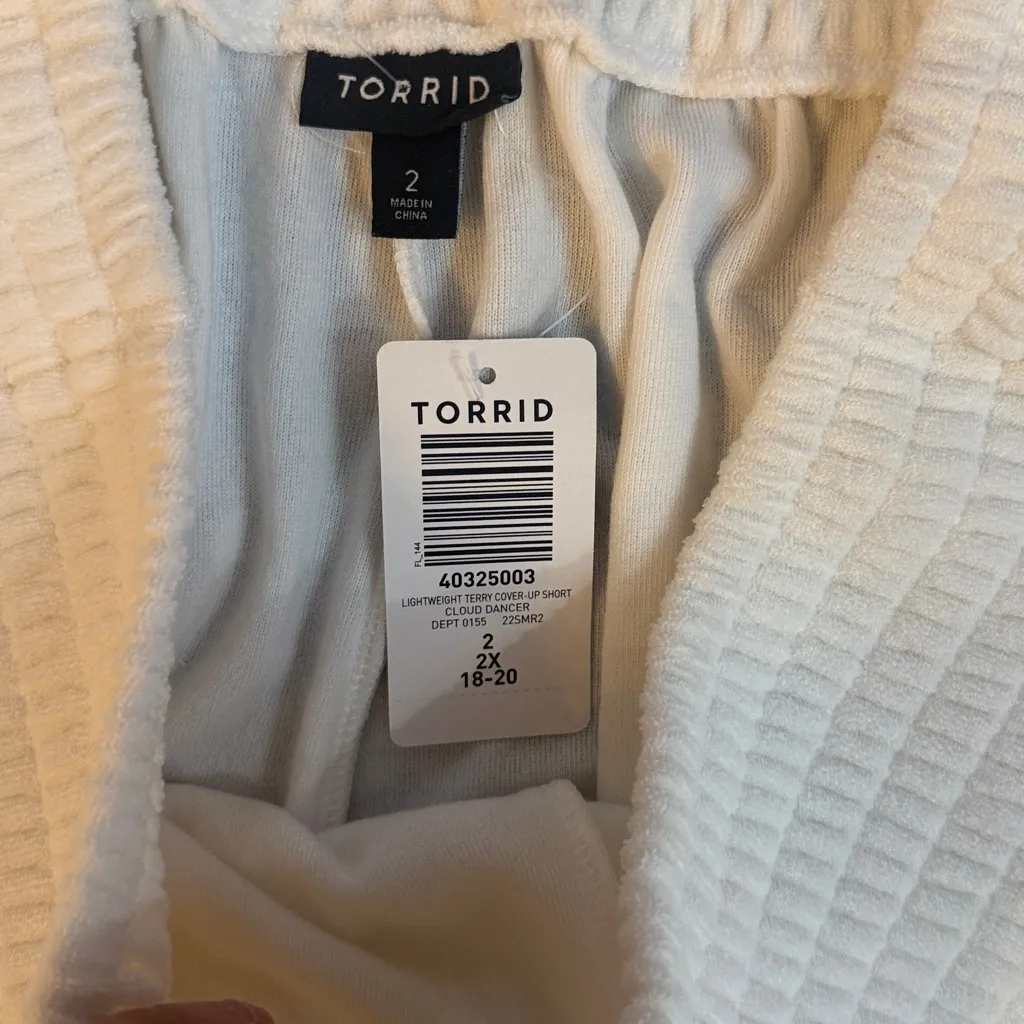 TORRID
2
MADE IN
CHINA
TORRID
FL_144
40325003
LIGHTWEIGHT TERRY COVER-UP SHORT
CLOUD DANCER
DEPT 0155 22SMR2
2
2X
18-20